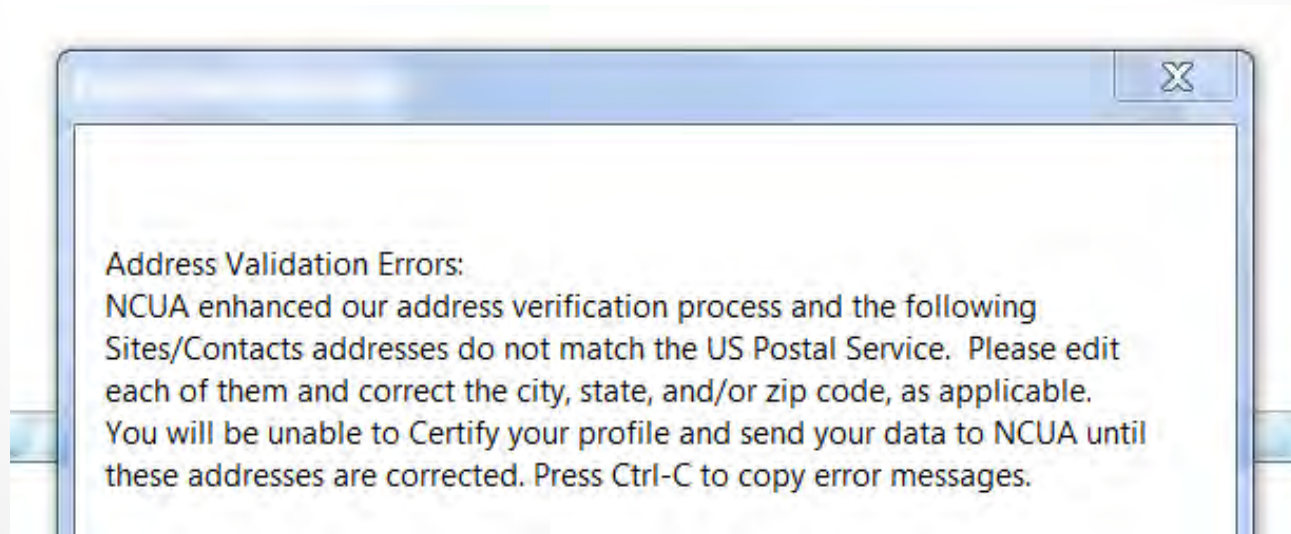 Address Validation Errors:
NCUA enhanced our address verification process and the following
Sites/Contacts addresses do not match the US Postal Service.  Please edit
each of them and correct the city, state, and/or zip code, as applicable.
You will be unable to Certify your profile and send your data to NCUA until
these addresses are corrected. Press Ctrl-C to copy error messages.